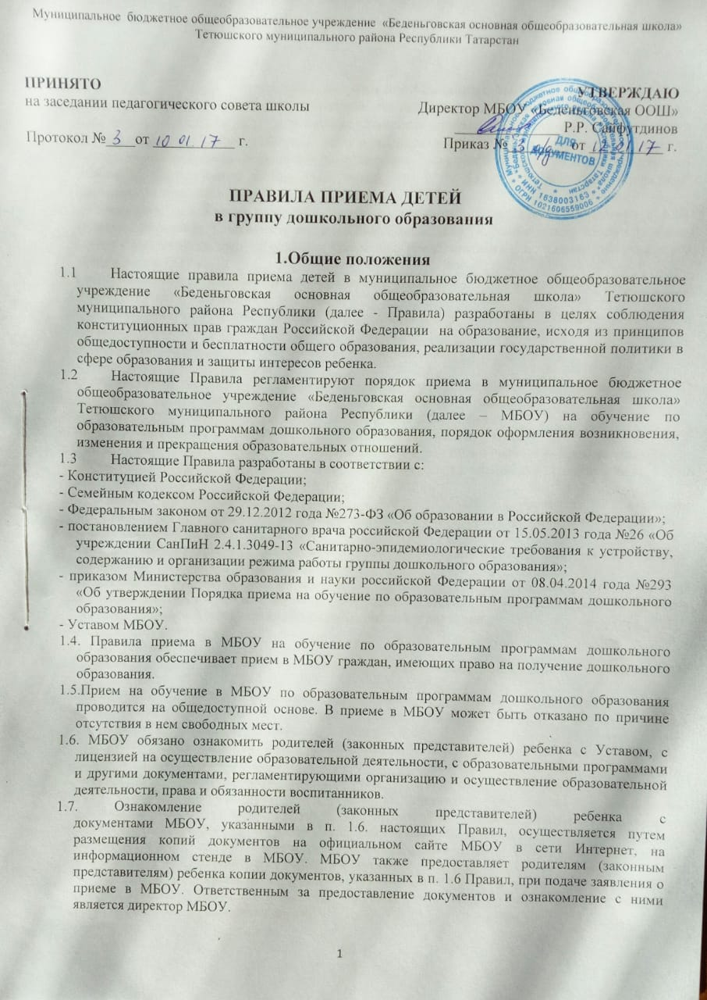 Муниципальное бюджетное общеобразовательное учреждение «Беденьговская основная общеобразовательная школа»
Тетюшского муниципального района Республики Татарстан
ПРИНЯТО
на заседании педагогического совета школы
Протокол № 3 от 10 01. 17 г.
УТВЕРЖДАЮ
Директор МБОУ «Беденьговская ООШ»
Р.Р. Сайфутдинов
Приказ № 3 о/д от 12.01.17 г.
ДЛЯ
ДОКУМЕНТОВ
ИНН 1638003163
ОГРН 1021606559006
ПРАВИЛА ПРИЕМА ДЕТЕЙ
в группу дошкольного образования
1.Общие положения
1.1 Настоящие правила приема детей в муниципальное бюджетное общеобразовательное
учреждение «Беденьговская основная общеобразовательная школа» Тетюшского
муниципального района Республики (далее - Правила) разработаны в целях соблюдения
конституционных прав граждан Российской Федерации на образование, исходя из принципов
общедоступности и бесплатности общего образования, реализации государственной политики в
сфере образования и защиты интересов ребенка.
1.2 Настоящие Правила регламентируют порядок приема в муниципальное бюджетное
общеобразовательное учреждение «Беденьговская основная общеобразовательная школа»
Тетюшского муниципального района Республики (далее – МБОУ) на обучение по
образовательным программам дошкольного образования, порядок оформления возникновения,
изменения и прекращения образовательных отношений.
1.3 Настоящие Правила разработаны в соответствии с:
- Конституцией Российской Федерации;
- Семейным кодексом Российской Федерации;
- Федеральным законом от 29.12.2012 года №273-ФЗ «Об образовании в Российской Федерации»;
- постановлением Главного санитарного врача российской Федерации от 15.05.2013 года №26 «Об
учреждении СанПиН 2.4.1.3049-13 «Санитарно-эпидемиологические требования к устройству,
содержанию и организации режима работы группы дошкольного образования»;
- приказом Министерства образования и науки российской Федерации от 08.04.2014 года №293
«Об утверждении Порядка приема на обучение по образовательным программам дошкольного
образования»;
- Уставом МБОУ.
1.4. Правила приема в МБОУ на обучение по образовательным программам дошкольного
образования обеспечивает прием в МБОУ граждан, имеющих право на получение дошкольного
образования.
1.5.Прием на обучение в МБОУ по образовательным программам дошкольного образования
проводится на общедоступной основе. В приеме в МБОУ может быть отказано по причине
отсутствия в нем свободных мест.
1.6. МБОУ обязано ознакомить родителей (законных представителей) ребенка с Уставом, с
лицензией на осуществление образовательной деятельности, с образовательными программами
и другими документами, регламентирующими организацию и осуществление образовательной
деятельности, права и обязанности воспитанников.
1.7. Ознакомление родителей (законных представителей) ребенка с
документами МБОУ, указанными в п. 1.6. настоящих Правил, осуществляется путем
размещения копий документов на официальном сайте МБОУ в сети Интернет, на
информационном стенде в МБОУ. МБОУ также предоставляет родителям (законным
представителям) ребенка копии документов, указанных в п. 1.6 Правил, при подаче заявления о
приеме в МБОУ. Ответственным за предоставление документов и ознакомление с ними
является директор МБОУ.
1